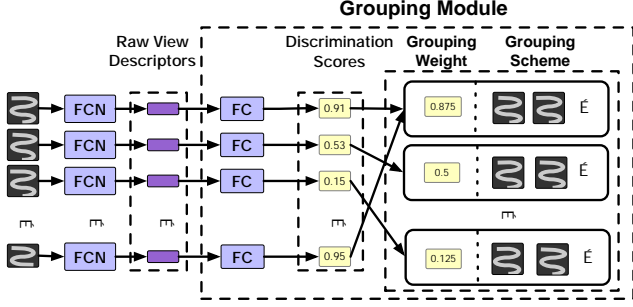 Grouping Module
Raw View
Descriptors
Discrimination
Scores
Grouping
Weight
Grouping
Scheme
FCN
FC
0.91
0.875
É
FCN
FC
0.53
FCN
FC
0.15
0.5
É
É
É
É
É
É
FCN
FC
0.95
0.125
É